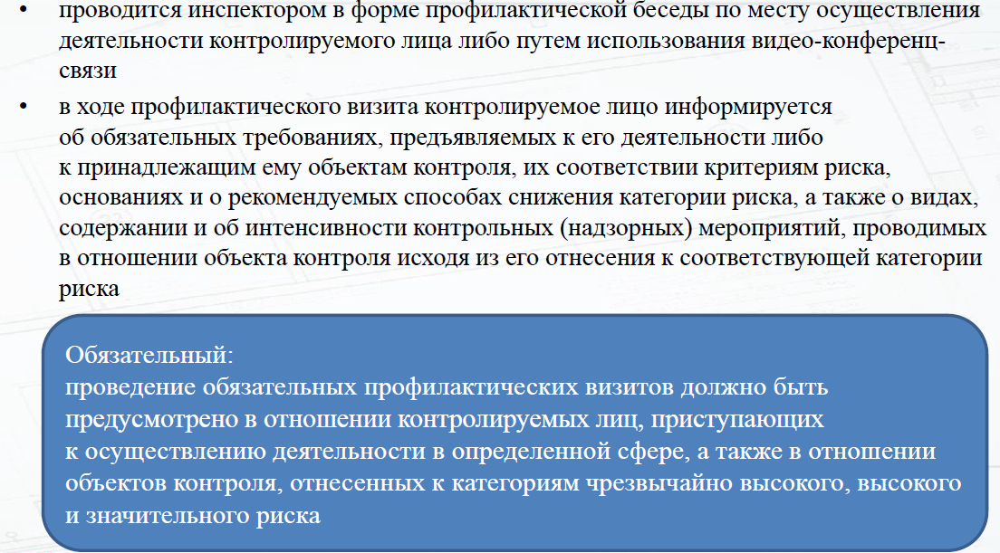 • проводится инспектором в форме профилактической беседы по месту осуществления
деятельности контролируемого лица либо путем использования видео-конференц-
связи
• в ходе профилактического визита контролируемое лицо информируется
об обязательных требованиях, предъявляемых к его деятельности либо
к принадлежащим ему объектам контроля, их соответствии критериям риска,
основаниях и о рекомендуемых способах снижения категории риска, а также о видах,
содержании и об интенсивности контрольных (надзорных) мероприятий, проводимых
в отношении объекта контроля исходя из его отнесения к соответствующей категории
риска
Обязательный:
проведение обязательных профилактических визитов должно быть
предусмотрено в отношении контролируемых лиц, приступающих
к осуществлению деятельности в определенной сфере, а также в отношении
объектов контроля, отнесенных к категориям чрезвычайно высокого, высокого
и значительного риска